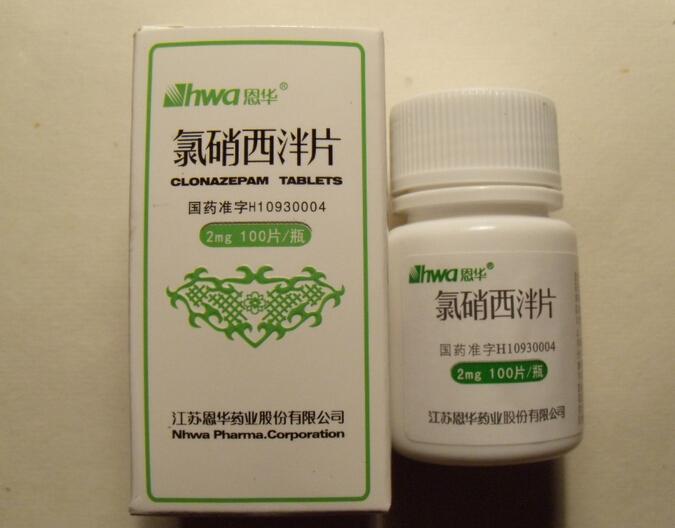 Nhwa恩华®
氯硝西泮片
CLONAZEPAM TABLETS
国药准字H10930004
2mg 100片/瓶
江苏恩华药业股份有限公司
Nhwa Pharma.Corporation
Nhwa恩华®
氯硝西泮片
国药准字H10930004
2mg 100片/瓶
江苏恩华药业股份有限公司